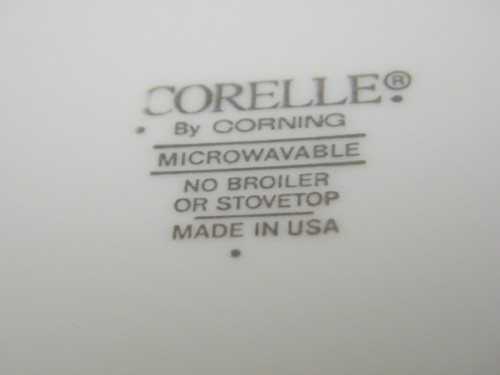 CORELLE®
By CORNING
MICROWAVABLE
NO BROILER
OR STOVETOP
MADE IN USA